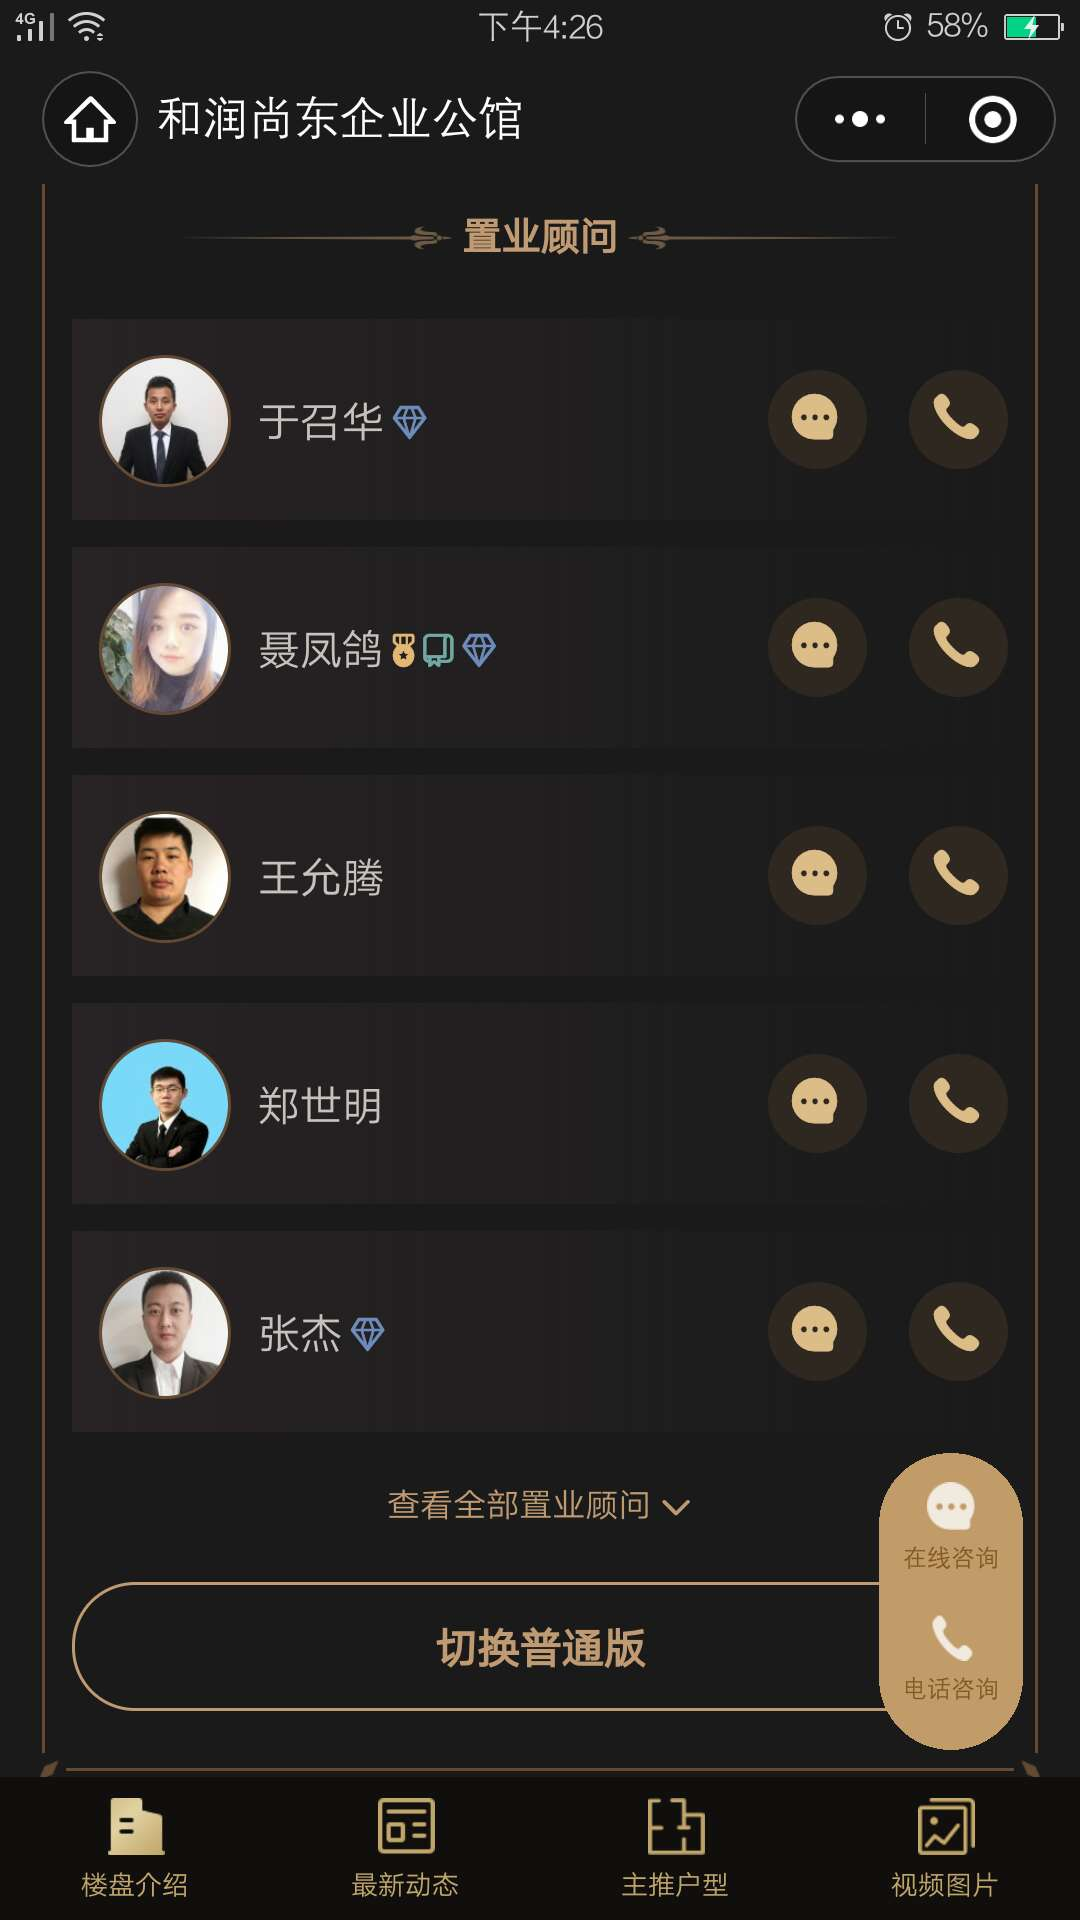 4G 下午4:26 58%
和润尚东企业公馆
置业顾问
于召华
聂凤鸽
王允腾
郑世明
张杰
查看全部置业顾问
在线咨询
切换普通版
电话咨询
楼盘介绍 最新动态 主推户型 视频图片